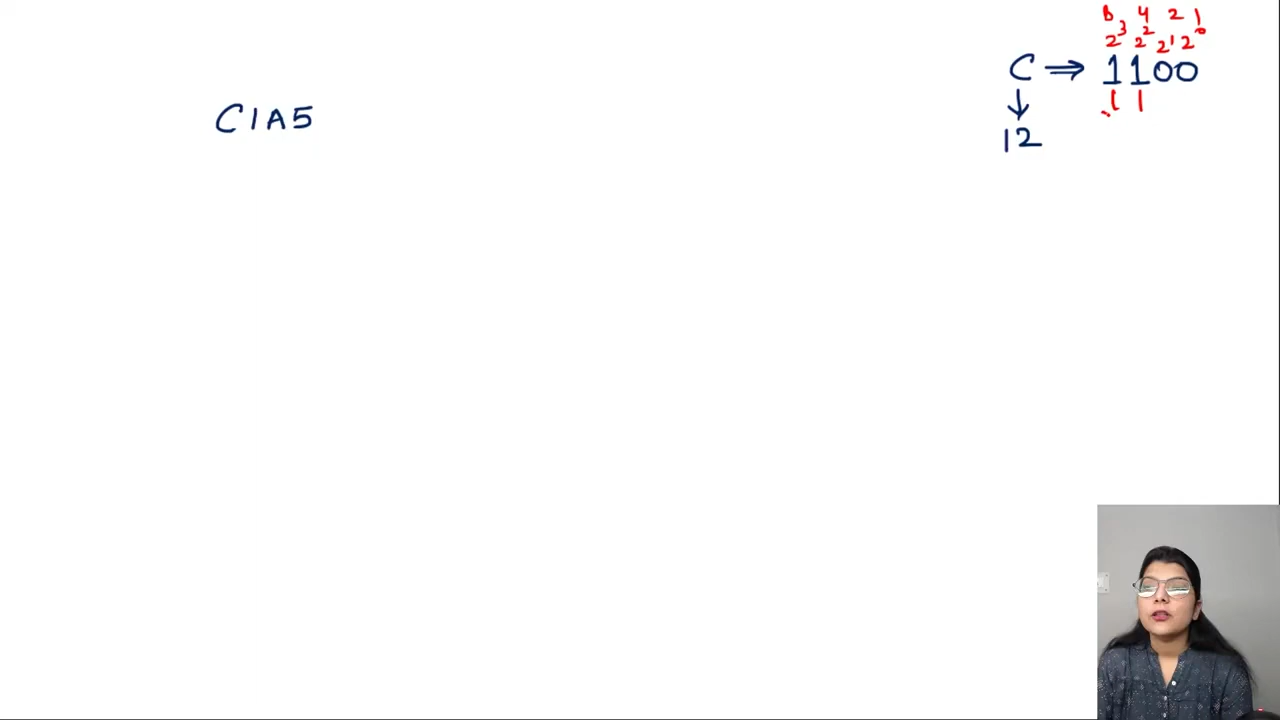 8 4 2 1
2³ 2² 2¹ 2⁰
C ⇒ 1100
↓ 1 1
12
C1A5